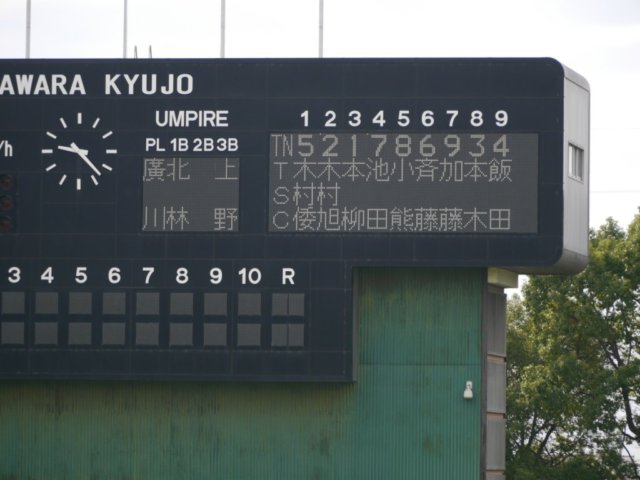 AWARA KYUJO
UMPIRE 1 2 3 4 5 6 7 8 9
/h PL 1B 2B 3B TN 5 2 1 7 8 6 9 3 4
廣北 上 T木木本池小斉加本飯
S村村
川林 野 C倭旭柳田熊藤藤木田
3 4 5 6 7 8 9 10 R